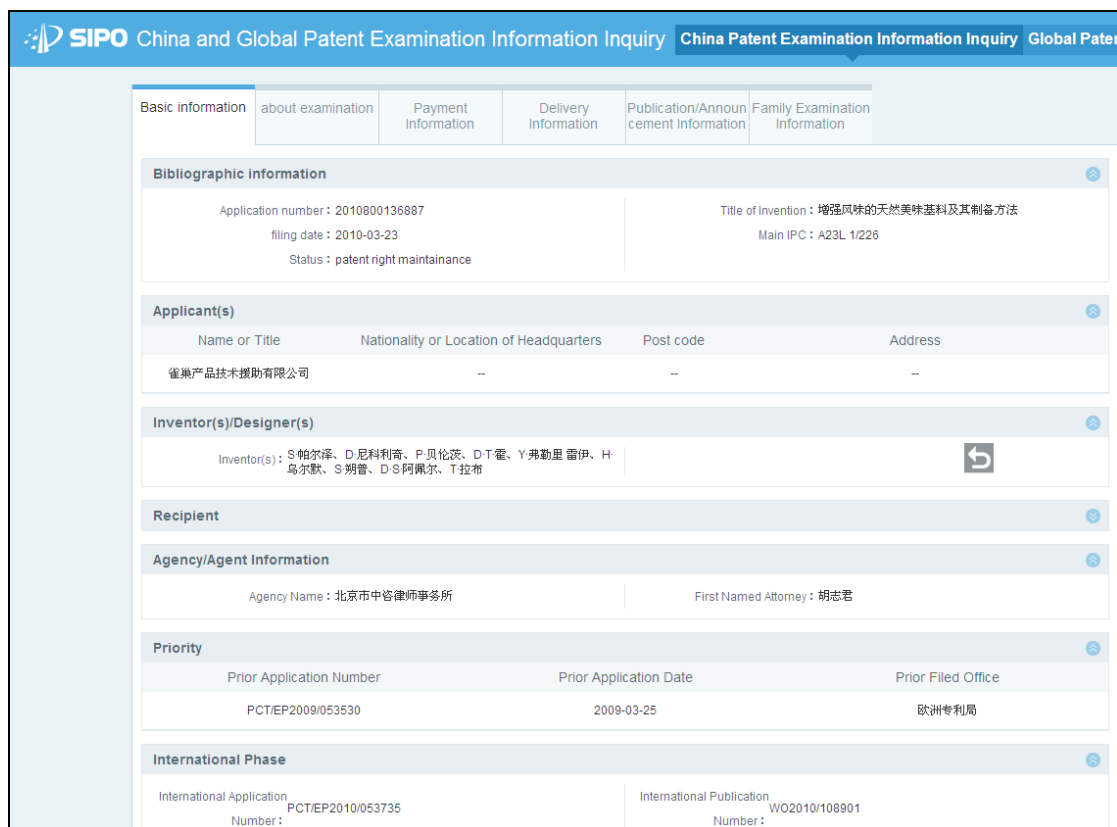 SIPO China and Global Patent Examination Information Inquiry China Patent Examination Information Inquiry Global Pater
Basic information about examination Payment Information Delivery Information Publication/Announcement Information Family Examination Information
Bibliographic information
Application number : 2010800136887 Title of Invention : 增强风味的天然美味基料及其制备方法
filing date : 2010-03-23 Main IPC : A23L 1/226
Status : patent right maintainance
Applicant(s)
Name or Title Nationality or Location of Headquarters Post code Address
雀巢产品技术援助有限公司 -- -- --
Inventor(s)/Designer(s)
Inventor(s) : S·帕尔泽、D·尼科利奇、P·贝伦茨、D·T·霍、Y·弗勒里 雷伊、H·
乌尔默、S·朔普、D·S·阿佩尔、T·拉布
Recipient
Agency/Agent Information
Agency Name : 北京市中咨律师事务所 First Named Attorney : 胡志君
Priority
Prior Application Number Prior Application Date Prior Filed Office
PCT/EP2009/053530 2009-03-25 欧洲专利局
International Phase
International Application Number : PCT/EP2010/053735 International Publication Number : WO2010/108901